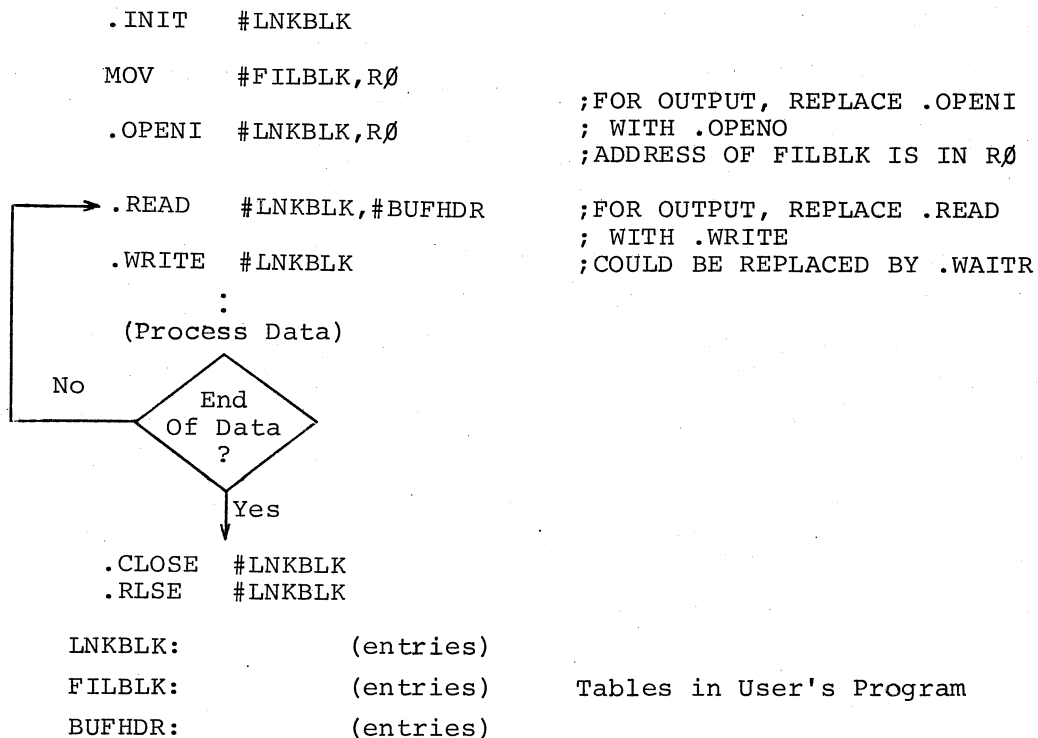 .INIT #LNKBLK
MOV #FILBLK,RØ
;FOR OUTPUT, REPLACE .OPENI
.OPENI #LNKBLK,RØ
; WITH .OPENO
;ADDRESS OF FILBLK IS IN RØ
.READ #LNKBLK,#BUFHDR
;FOR OUTPUT, REPLACE .READ
; WITH .WRITE
.WRITE #LNKBLK
;COULD BE REPLACED BY .WAITR
:
(Process Data)
No
End
Of Data
?
Yes
.CLOSE #LNKBLK
.RLSE #LNKBLK
LNKBLK: (entries)
FILBLK: (entries) Tables in User's Program
BUFHDR: (entries)